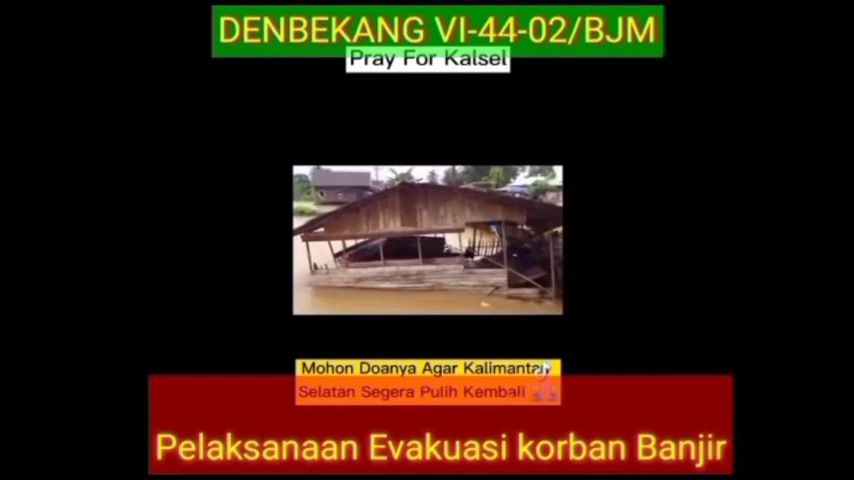 DENBEKANG VI-44-02/BJM
Pray For Kalsel
Mohon Doanya Agar Kalimantan
Selatan Segera Pulih Kembali
Pelaksanaan Evakuasi korban Banjir